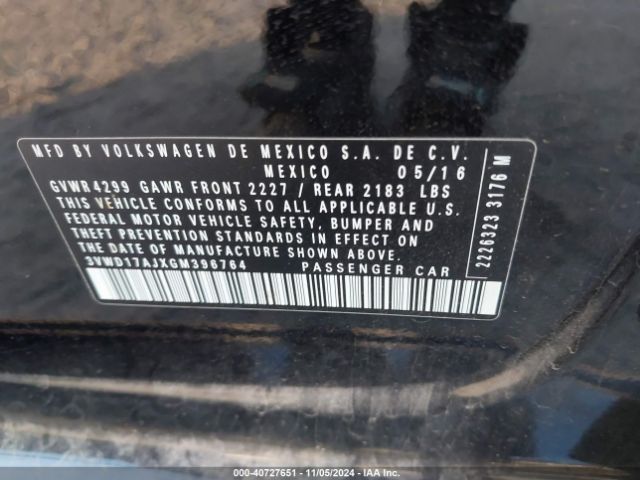 MFD BY VOLKSWAGEN DE MEXICO S.A. DE C.V.
MEXICO 05/16
GVWR 4299 GAWR FRONT 2227 / REAR 2183 LBS
THIS VEHICLE CONFORMS TO ALL APPLICABLE U.S.
FEDERAL MOTOR VEHICLE SAFETY, BUMPER AND
THEFT PREVENTION STANDARDS IN EFFECT ON THE
DATE OF MANUFACTURE SHOWN ABOVE.
3VWD17AJXGM396764 PASSENGER CAR
2226323 3176 M
000-40727651 - 11/05/2024 - IAA Inc.